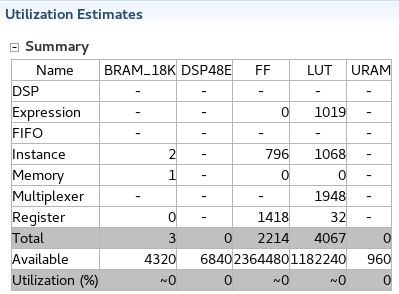 Utilization Estimates
Summary
Name BRAM_18K DSP48E FF LUT URAM
DSP - - - - -
Expression - - 0 1019 -
FIFO - - - - -
Instance 2 - 796 1068 -
Memory 1 - 0 0 -
Multiplexer - - - 1948 -
Register 0 - 1418 32 -
Total 3 0 2214 4067 0
Available 4320 6840 2364480 1182240 960
Utilization (%) ~0 0 ~0 ~0 0